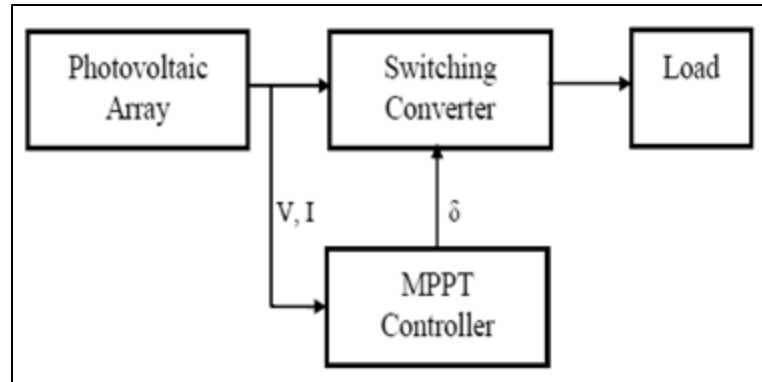 Photovoltaic
Array
Switching
Converter
Load
V, I
δ
MPPT
Controller